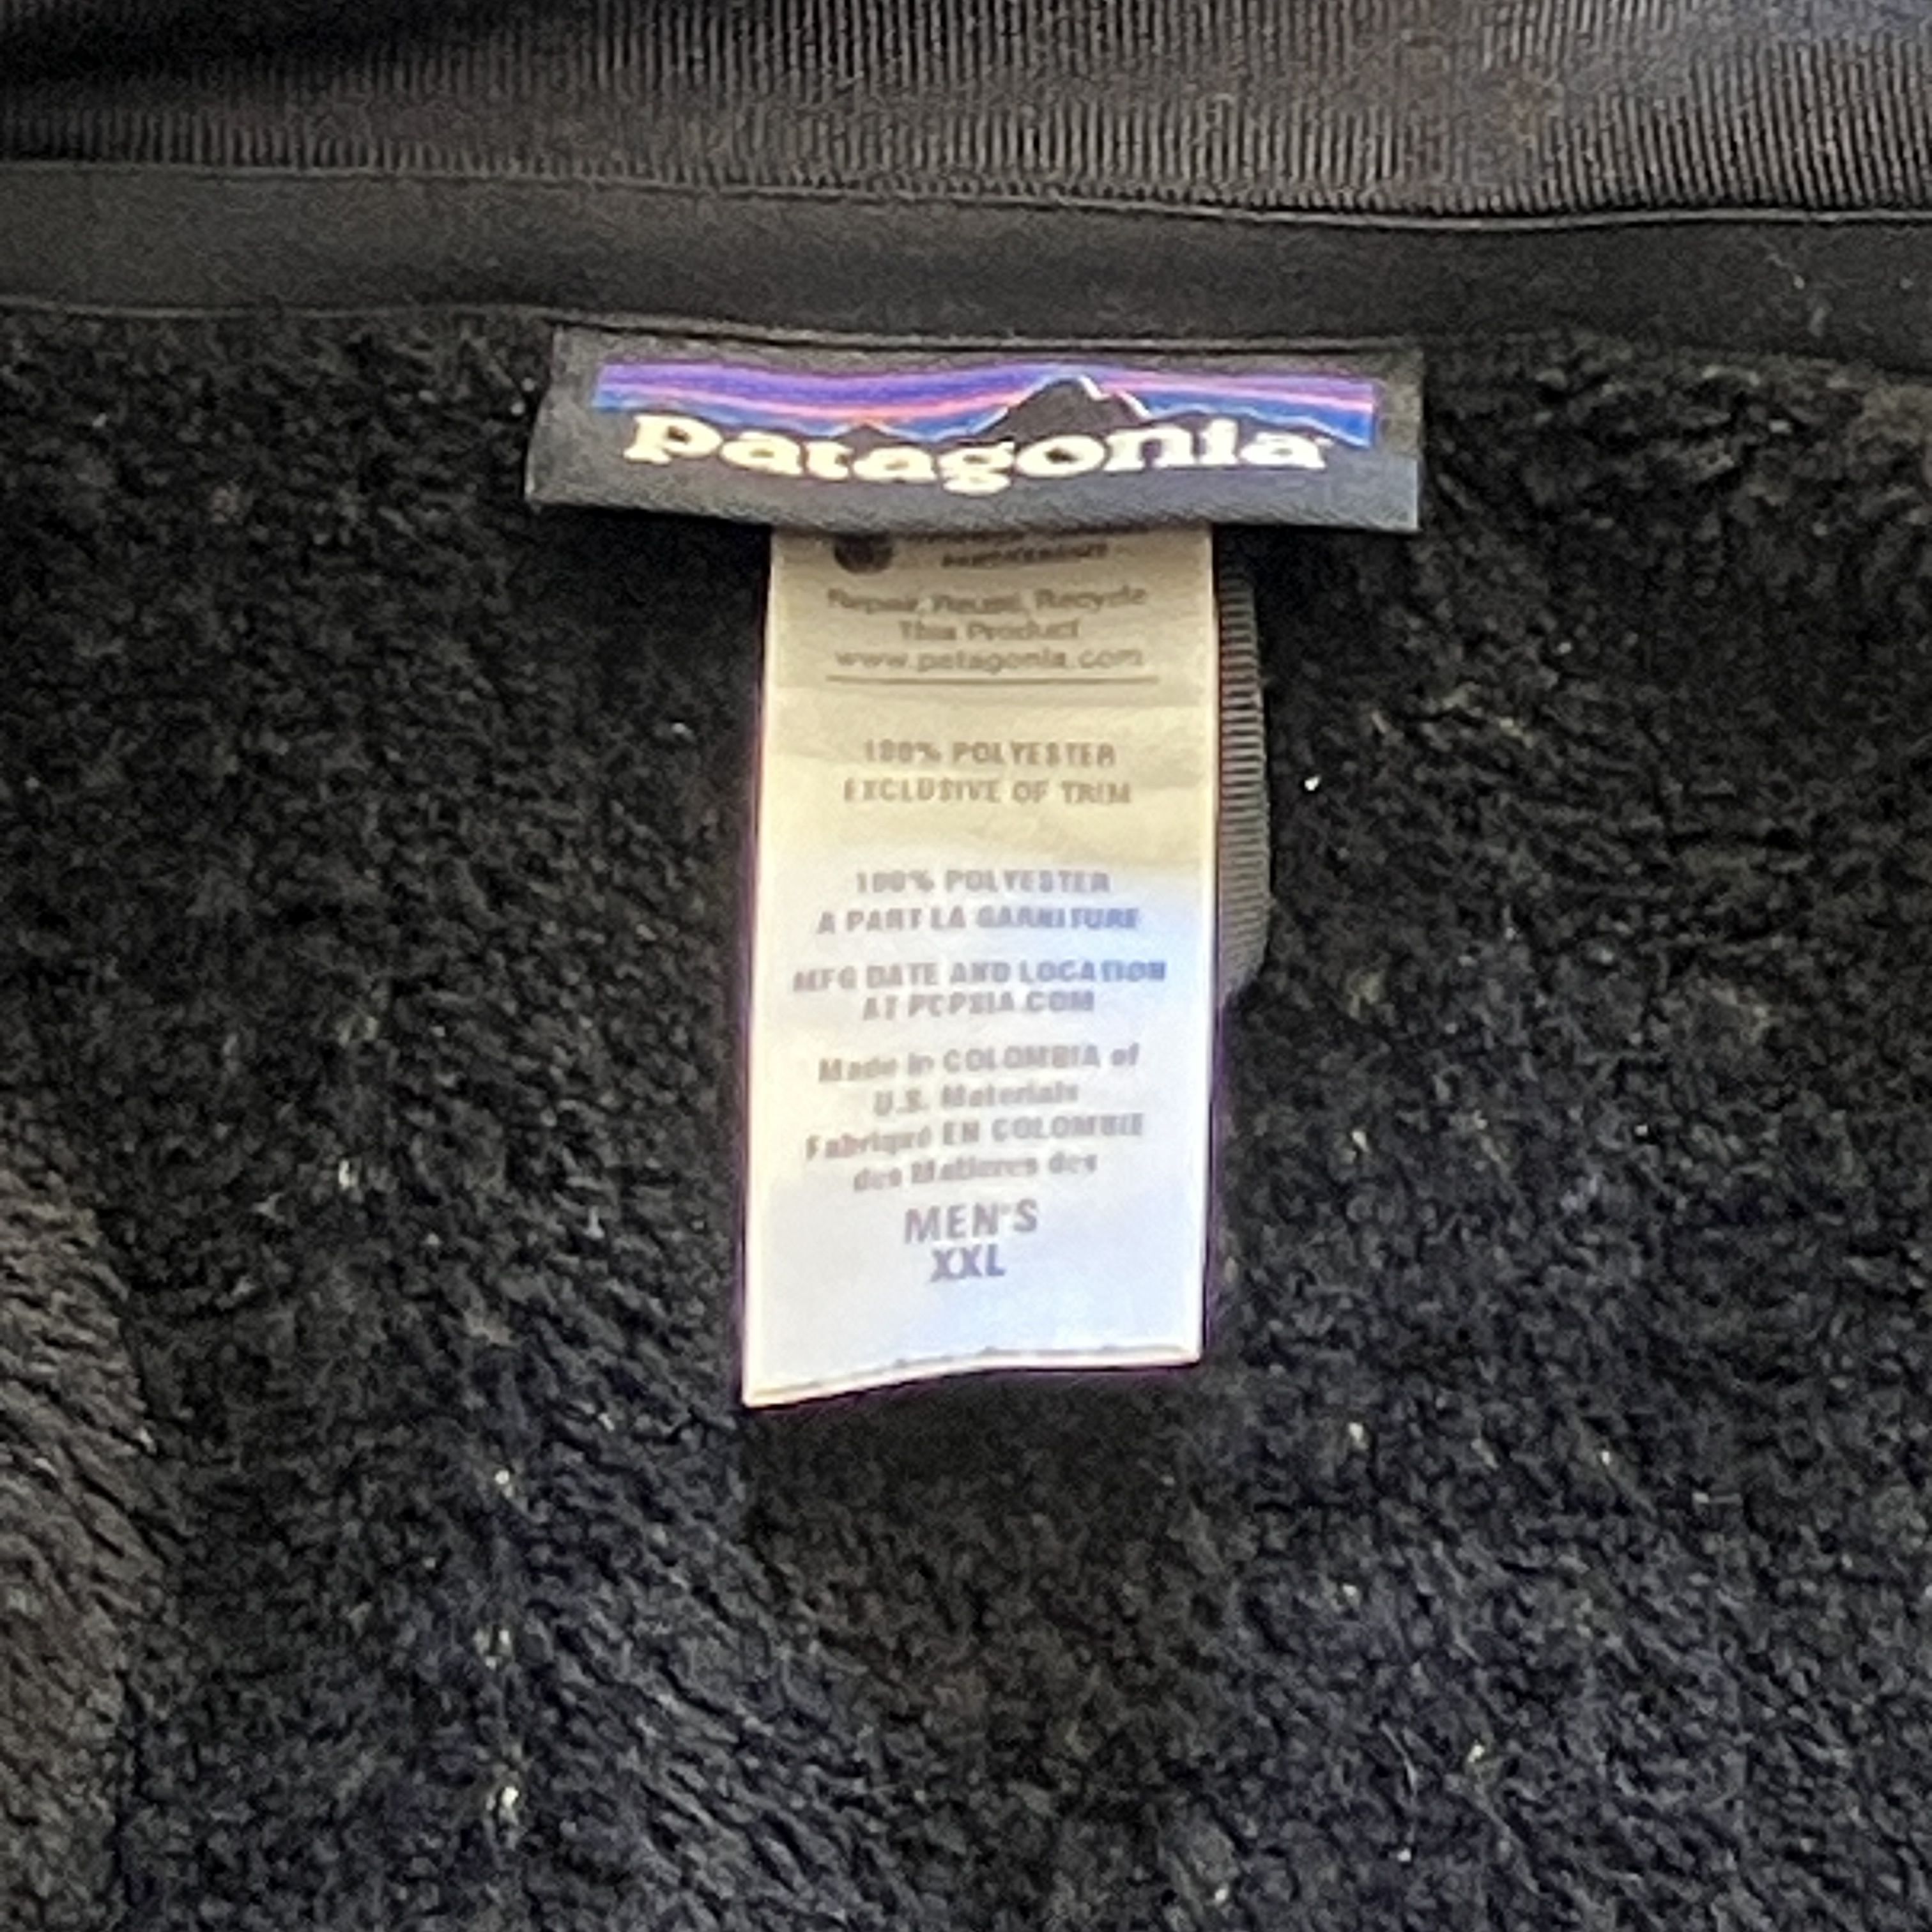 patagonia
Repair, Reuse, Recycle
This Product
www.patagonia.com
100% POLYESTER
EXCLUSIVE OF TRIM
100% POLYESTER
A PART LA GARNITURE
MFG DATE AND LOCATION
AT PCPSIA.COM
Made in COLOMBIA of
U.S. Materials
Fabriqué EN COLOMBIE
des Matieres des
MEN'S
XXL